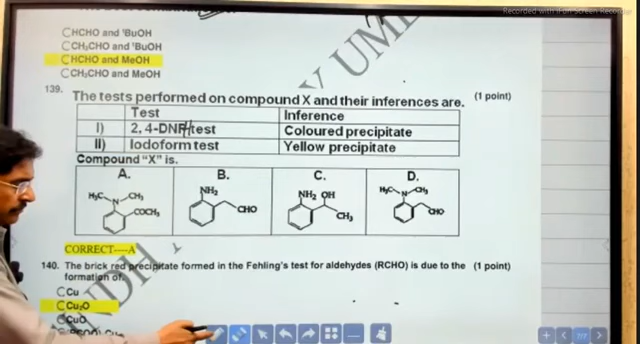 Recorded with iFun Screen Recorder
HCHO and ᵗBuOH
CH₃CHO and ᵗBuOH
HCHO and MeOH
CH₃CHO and MeOH
139. The tests performed on compound X and their inferences are. (1 point)
Test Inference
I) 2, 4-DNPH test Coloured precipitate
II) Iodoform test Yellow precipitate
Compound "X" is.
A. B. C. D.
H₃C N CH₃ COCH₃
NH₂ CHO
NH₂ OH CH₃
H₃C N CH₃ CHO
CORRECT----A
140. The brick red precipitate formed in the Fehling's test for aldehydes (RCHO) is due to the (1 point)
formation of.
Cu
Cu₂O
CuO
7/7